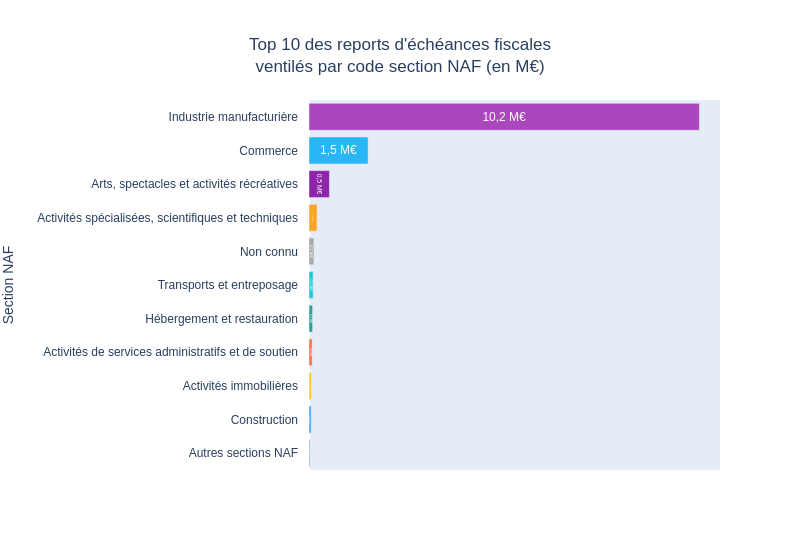 Top 10 des reports d'échéances fiscales
ventilés par code section NAF (en M€)
Section NAF
Industrie manufacturière
10,2 M€
Commerce
1,5 M€
Arts, spectacles et activités récréatives
0,5 M€
Activités spécialisées, scientifiques et techniques
Non connu
Transports et entreposage
Hébergement et restauration
Activités de services administratifs et de soutien
Activités immobilières
Construction
Autres sections NAF